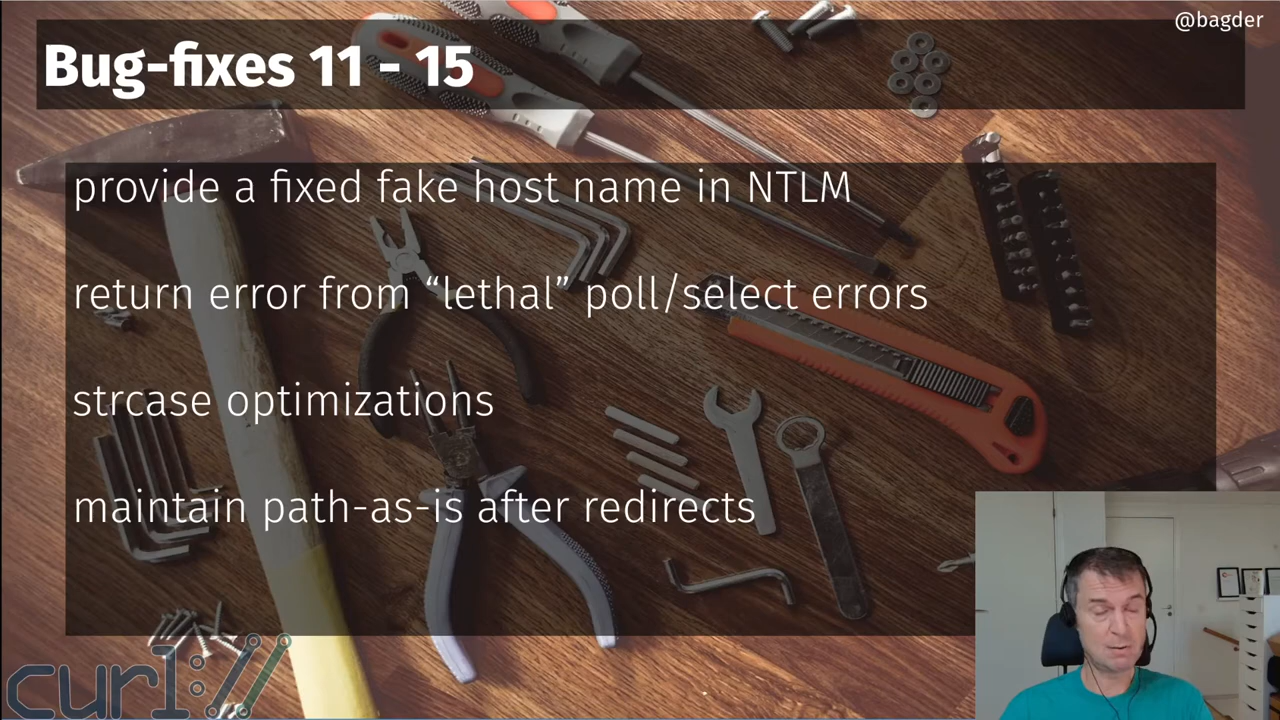 @bagder
Bug-fixes 11 - 15
provide a fixed fake host name in NTLM
return error from “lethal” poll/select errors
strcase optimizations
maintain path-as-is after redirects
curl://